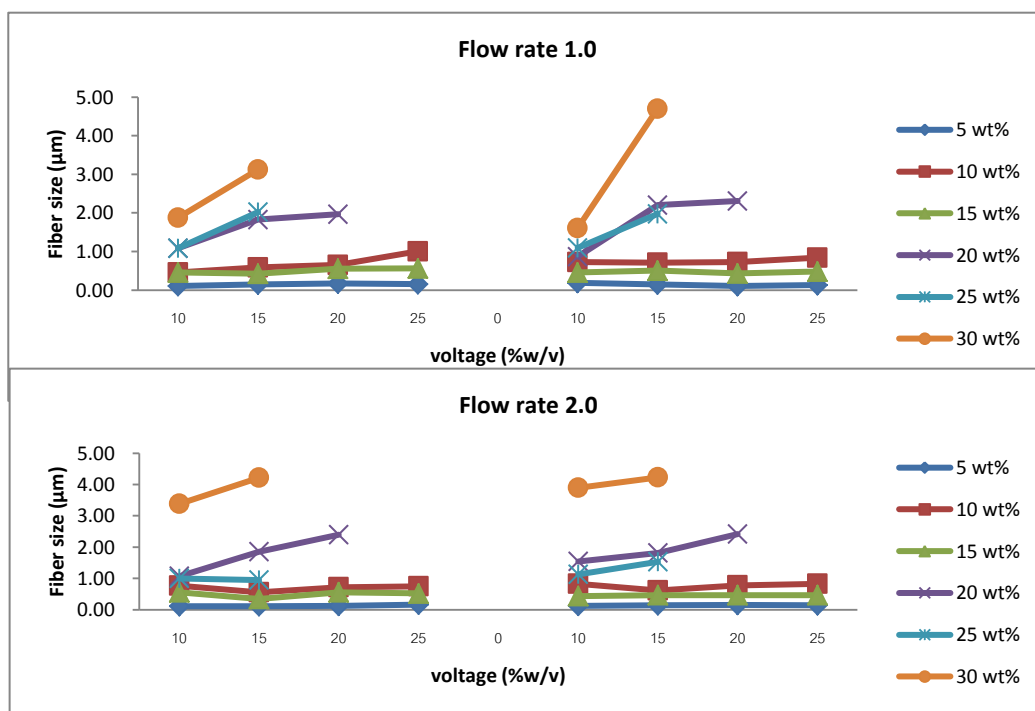 Flow rate 1.0
5.00
4.00
3.00
2.00
1.00
0.00
Fiber size (µm)
10 15 20 25 0 10 15 20 25
voltage (%w/v)
5 wt%
10 wt%
15 wt%
20 wt%
25 wt%
30 wt%
Flow rate 2.0
5.00
4.00
3.00
2.00
1.00
0.00
Fiber size (µm)
10 15 20 25 0 10 15 20 25
voltage (%w/v)
5 wt%
10 wt%
15 wt%
20 wt%
25 wt%
30 wt%